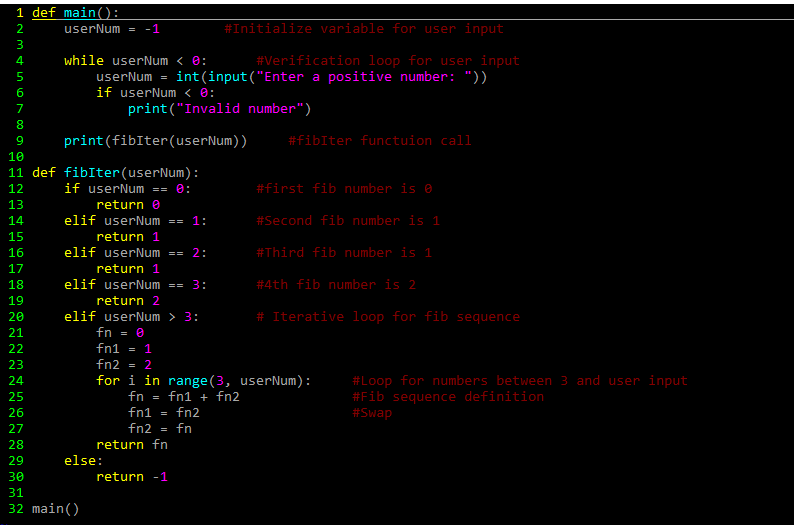 1 def main():
2     userNum = -1        #Initialize variable for user input
3
4     while userNum < 0:      #Verification loop for user input
5         userNum = int(input("Enter a positive number: "))
6         if userNum < 0:
7             print("Invalid number")
8
9     print(fibIter(userNum))     #fibIter functuion call
10
11 def fibIter(userNum):
12     if userNum == 0:        #first fib number is 0
13         return 0
14     elif userNum == 1:      #Second fib number is 1
15         return 1
16     elif userNum == 2:      #Third fib number is 1
17         return 1
18     elif userNum == 3:      #4th fib number is 2
19         return 2
20     elif userNum > 3:       # Iterative loop for fib sequence
21         fn = 0
22         fn1 = 1
23         fn2 = 2
24         for i in range(3, userNum):     #Loop for numbers between 3 and user input
25             fn = fn1 + fn2              #Fib sequence definition
26             fn1 = fn2                   #Swap
27             fn2 = fn
28         return fn
29     else:
30         return -1
31
32 main()